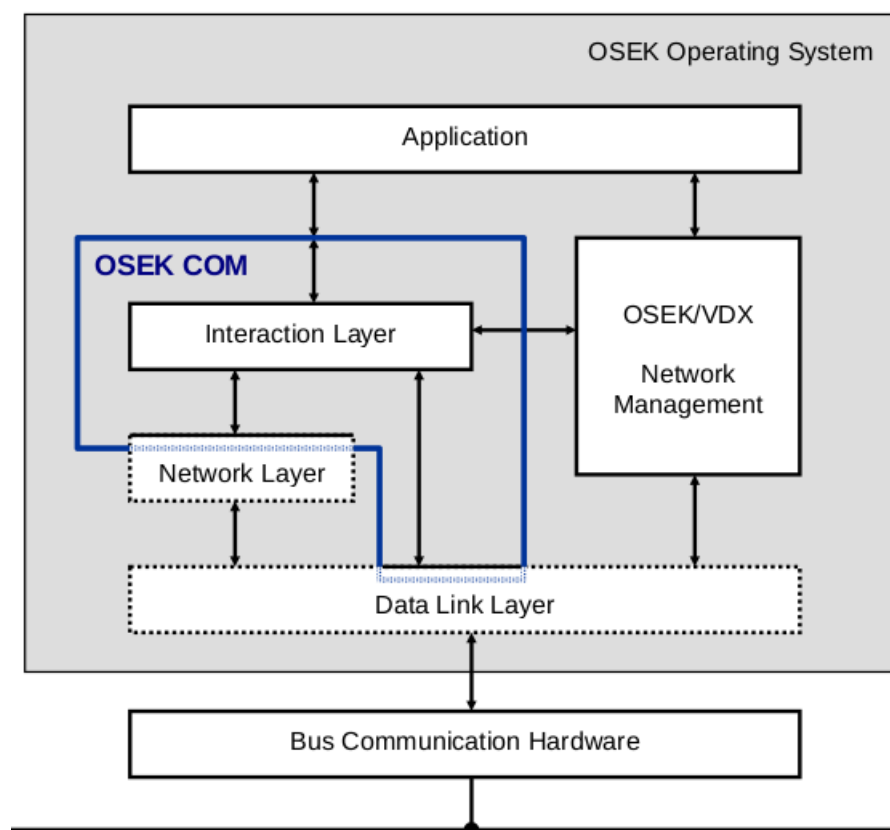 OSEK Operating System
Application
OSEK COM
Interaction Layer
OSEK/VDX
Network
Management
Network Layer
Data Link Layer
Bus Communication Hardware